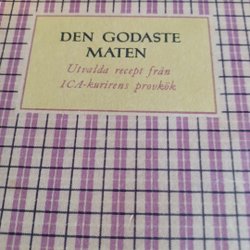 DEN GODASTE
MATEN
Utvalda recept från
ICA-kurirens provkök